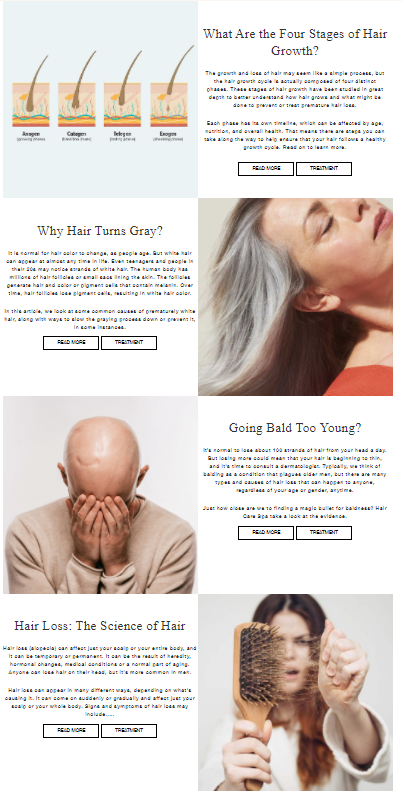 What Are the Four Stages of Hair
Growth?
The growth and loss of hair may seem like a simple process, but
the hair growth cycle is actually composed of four distinct
phases. These stages of hair growth have been studied in great
depth to better understand how hair grows and what might be
done to prevent or treat premature hair loss.
Each phase has its own timeline, which can be affected by age,
nutrition, and overall health. That means there are steps you can
take along the way to help ensure that your hair follows a healthy
growth cycle. Read on to learn more.
READ MORE
TREATMENT
Anagen
Catagen
Telogen
Exogen
(growing phase)
(transition phase)
(resting phase)
(shedding phase)
Why Hair Turns Gray?
It is normal for hair color to change, as people age. But white hair
can appear at almost any time in life. Even teenagers and people in
their 20s may notice strands of white hair. The human body has
millions of hair follicles or small sacs lining the skin. The follicles
generate hair and color or pigment cells that contain melanin. Over
time, hair follicles lose pigment cells, resulting in white hair color.
In this article, we look at some common causes of prematurely white
hair, along with ways to slow the graying process down or prevent it,
in some instances.
READ MORE
TREATMENT
Going Bald Too Young?
It's normal to lose about 100 strands of hair from your head a day.
But losing more could mean that your hair is beginning to thin,
and it's time to consult a dermatologist. Typically, we think of
balding as a condition that plagues older men, but there are many
types and causes of hair loss that can happen to anyone,
regardless of your age or gender, anytime.
Just how close are we to finding a magic bullet for baldness? Hair
Care Spa take a look at the evidence.
READ MORE
TREATMENT
Hair Loss: The Science of Hair
Hair loss (alopecia) can affect just your scalp or your entire body, and
it can be temporary or permanent. It can be the result of heredity,
hormonal changes, medical conditions or a normal part of aging.
Anyone can lose hair on their head, but it's more common in men.
Hair loss can appear in many different ways, depending on what's
causing it. It can come on suddenly or gradually and affect just your
scalp or your whole body. Signs and symptoms of hair loss may
include.....
READ MORE
TREATMENT